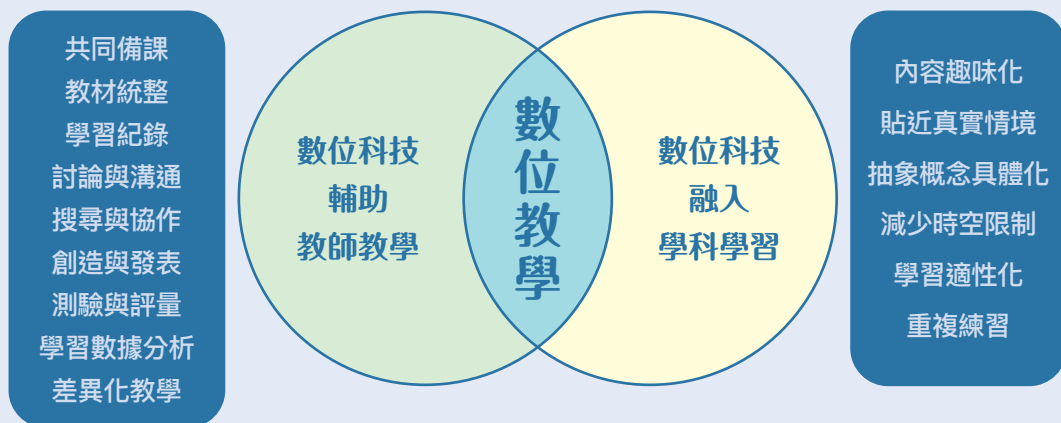 共同備課
教材統整
學習紀錄
討論與溝通
搜尋與協作
創造與發表
測驗與評量
學習數據分析
差異化教學
數位科技
輔助
教師教學
數位教學
數位科技
融入
學科學習
內容趣味化
貼近真實情境
抽象概念具體化
減少時空限制
學習適性化
重複練習